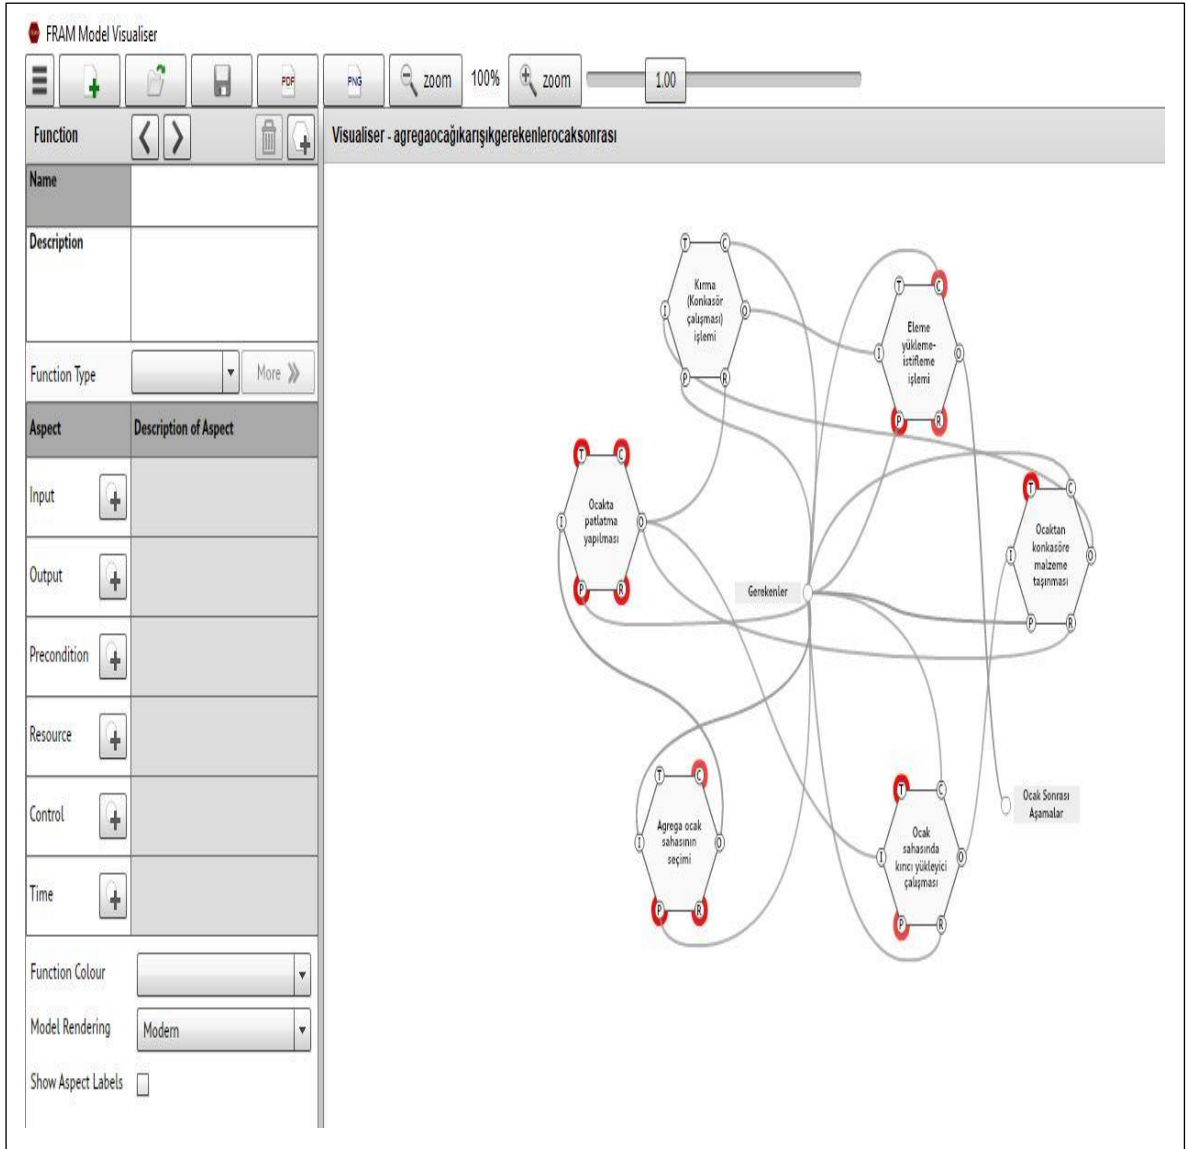 FRAM Model Visualiser
PDF
PNG
zoom
100%
zoom
1.00
Function
Visualiser - agregaocağıkarışıkgerekenlerocaksonrası
Name
Description
Function Type
More
Aspect
Description of Aspect
Input
Output
Precondition
Resource
Control
Time
Function Colour
Model Rendering
Modern
Show Aspect Labels
T
C
I
Kırma
(Konkasör
çalışması)
işlemi
O
P
R
T
C
I
Eleme
yükleme-
istifleme
işlemi
O
P
R
T
C
I
Ocakta
patlatma
yapılması
O
P
R
T
C
I
Ocaktan
konkasöre
malzeme
taşınması
O
P
R
Gerekenler
T
C
I
Agrega ocak
sahasının
seçimi
O
P
R
T
C
I
Ocak
sahasında
kırıcı yükleyici
çalışması
O
P
R
Ocak Sonrası
Aşamalar